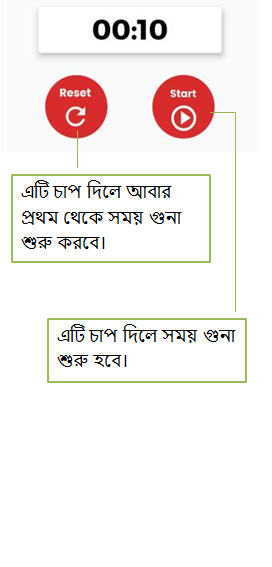 00:10
Reset
Start
এটি চাপ দিলে আবার
প্রথম থেকে সময় গুনা
শুরু করবে।
এটি চাপ দিলে সময় গুনা
শুরু হবে।